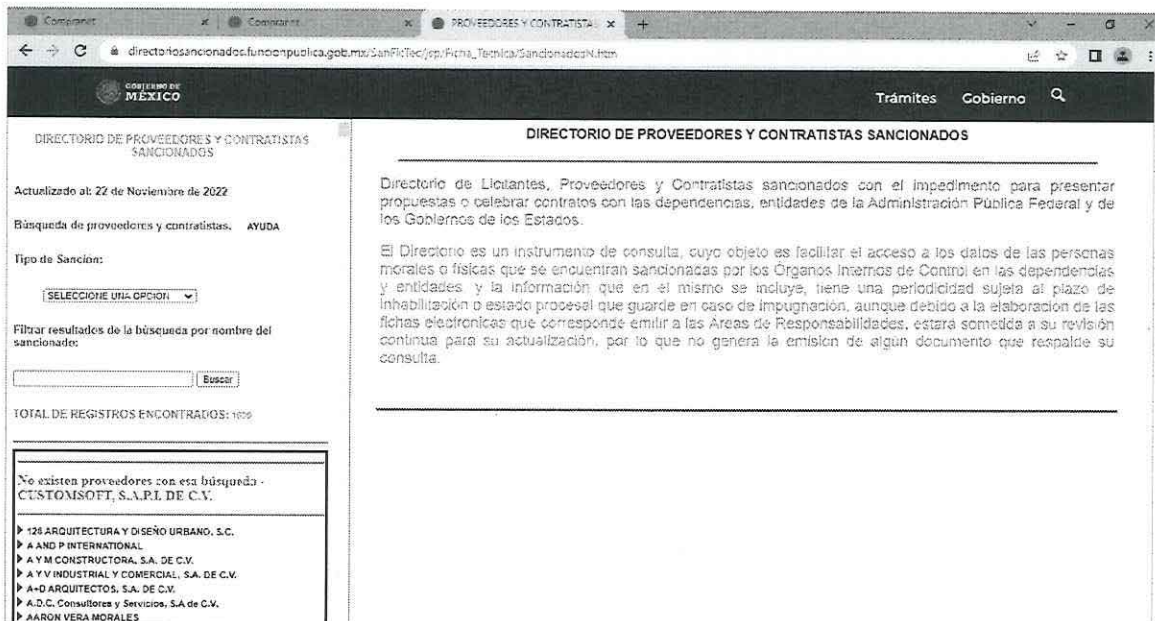 Compranet
Compranet
PROVEEDORES Y CONTRATISTA
directoriosancionados.funcionpublica.gob.mx/SanFicTec/jsp/Ficha_Tecnica/SancionadosN.htm
GOBIERNO DE
MÉXICO
Trámites Gobierno
DIRECTORIO DE PROVEEDORES Y CONTRATISTAS
SANCIONADOS
Actualizado al: 22 de Noviembre de 2022
Búsqueda de proveedores y contratistas. AYUDA
Tipo de Sanción:
SELECCIONE UNA OPCION
Filtrar resultados de la búsqueda por nombre del
sancionado:
Buscar
TOTAL DE REGISTROS ENCONTRADOS:
No existen proveedores con esa búsqueda -
CUSTOMSOFT, S.A.P.I. DE C.V.
126 ARQUITECTURA Y DISEÑO URBANO, S.C.
A AND P INTERNATIONAL
A Y M CONSTRUCTORA, S.A. DE C.V.
A Y V INDUSTRIAL Y COMERCIAL, S.A. DE C.V.
A+D ARQUITECTOS, S.A. DE C.V.
A.D.C. Consultores y Servicios, S.A de C.V.
AARON VERA MORALES
DIRECTORIO DE PROVEEDORES Y CONTRATISTAS SANCIONADOS
Directorio de Licitantes, Proveedores y Contratistas sancionados con el impedimento para presentar
propuestas o celebrar contratos con las dependencias, entidades de la Administración Pública Federal y de
los Gobiernos de los Estados.
El Directorio es un instrumento de consulta, cuyo objeto es facilitar el acceso a los datos de las personas
morales o físicas que se encuentran sancionadas por los Órganos Internos de Control en las dependencias
y entidades, y la información que en el mismo se incluye, tiene una periodicidad sujeta al plazo de
inhabilitación o estado procesal que guarde en caso de impugnación, aunque debido a la elaboración de las
fichas electronicas que corresponde emitir a las Areas de Responsabilidades, estará sometida a su revisión
continua para su actualización, por lo que no genera la emisión de algún documento que respalde su
consulta.